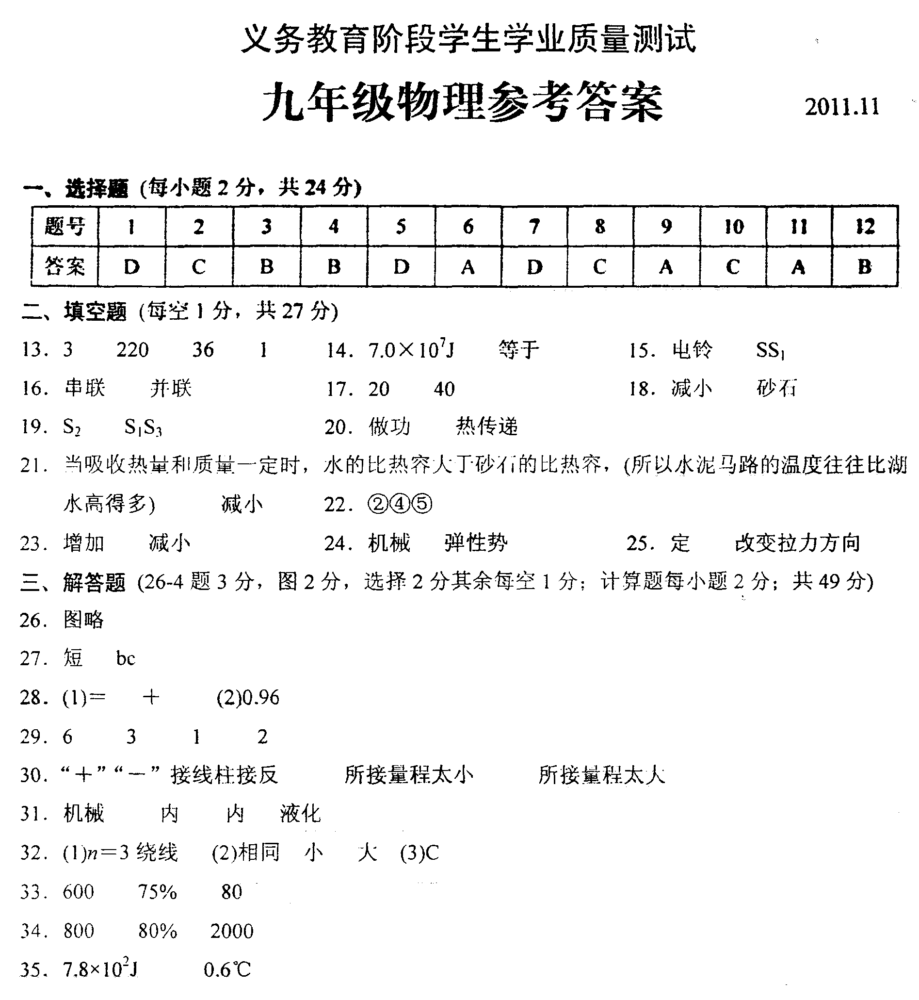 义务教育阶段学生学业质量测试
九年级物理参考答案 2011.11
一、选择题 (每小题 2 分，共 24 分)
题号 1 2 3 4 5 6 7 8 9 10 11 12
答案 D C B B D A D C A C A B
二、填空题 (每空 1 分，共 27 分)
13．3 220 36 1 14．7.0×10⁷J 等于 15．电铃 SS₁
16．串联 并联 17．20 40 18．减小 砂石
19．S₂ S₁S₃ 20．做功 热传递
21．当吸收热量和质量一定时，水的比热容大于砂石的比热容，(所以水泥马路的温度往往比湖
水高得多) 减小 22．②④⑤
23．增加 减小 24．机械 弹性势 25．定 改变拉力方向
三、解答题 (26-4 题 3 分，图 2 分，选择 2 分其余每空 1 分；计算题每小题 2 分；共 49 分)
26．图略
27．短 bc
28．(1)＝ ＋ (2)0.96
29．6 3 1 2
30．“＋”“－” 接线柱接反 所接量程太小 所接量程太大
31．机械 内 内 液化
32．(1)n＝3 绕线 (2)相同 小 大 (3)C
33．600 75% 80
34．800 80% 2000
35．7.8×10²J 0.6℃